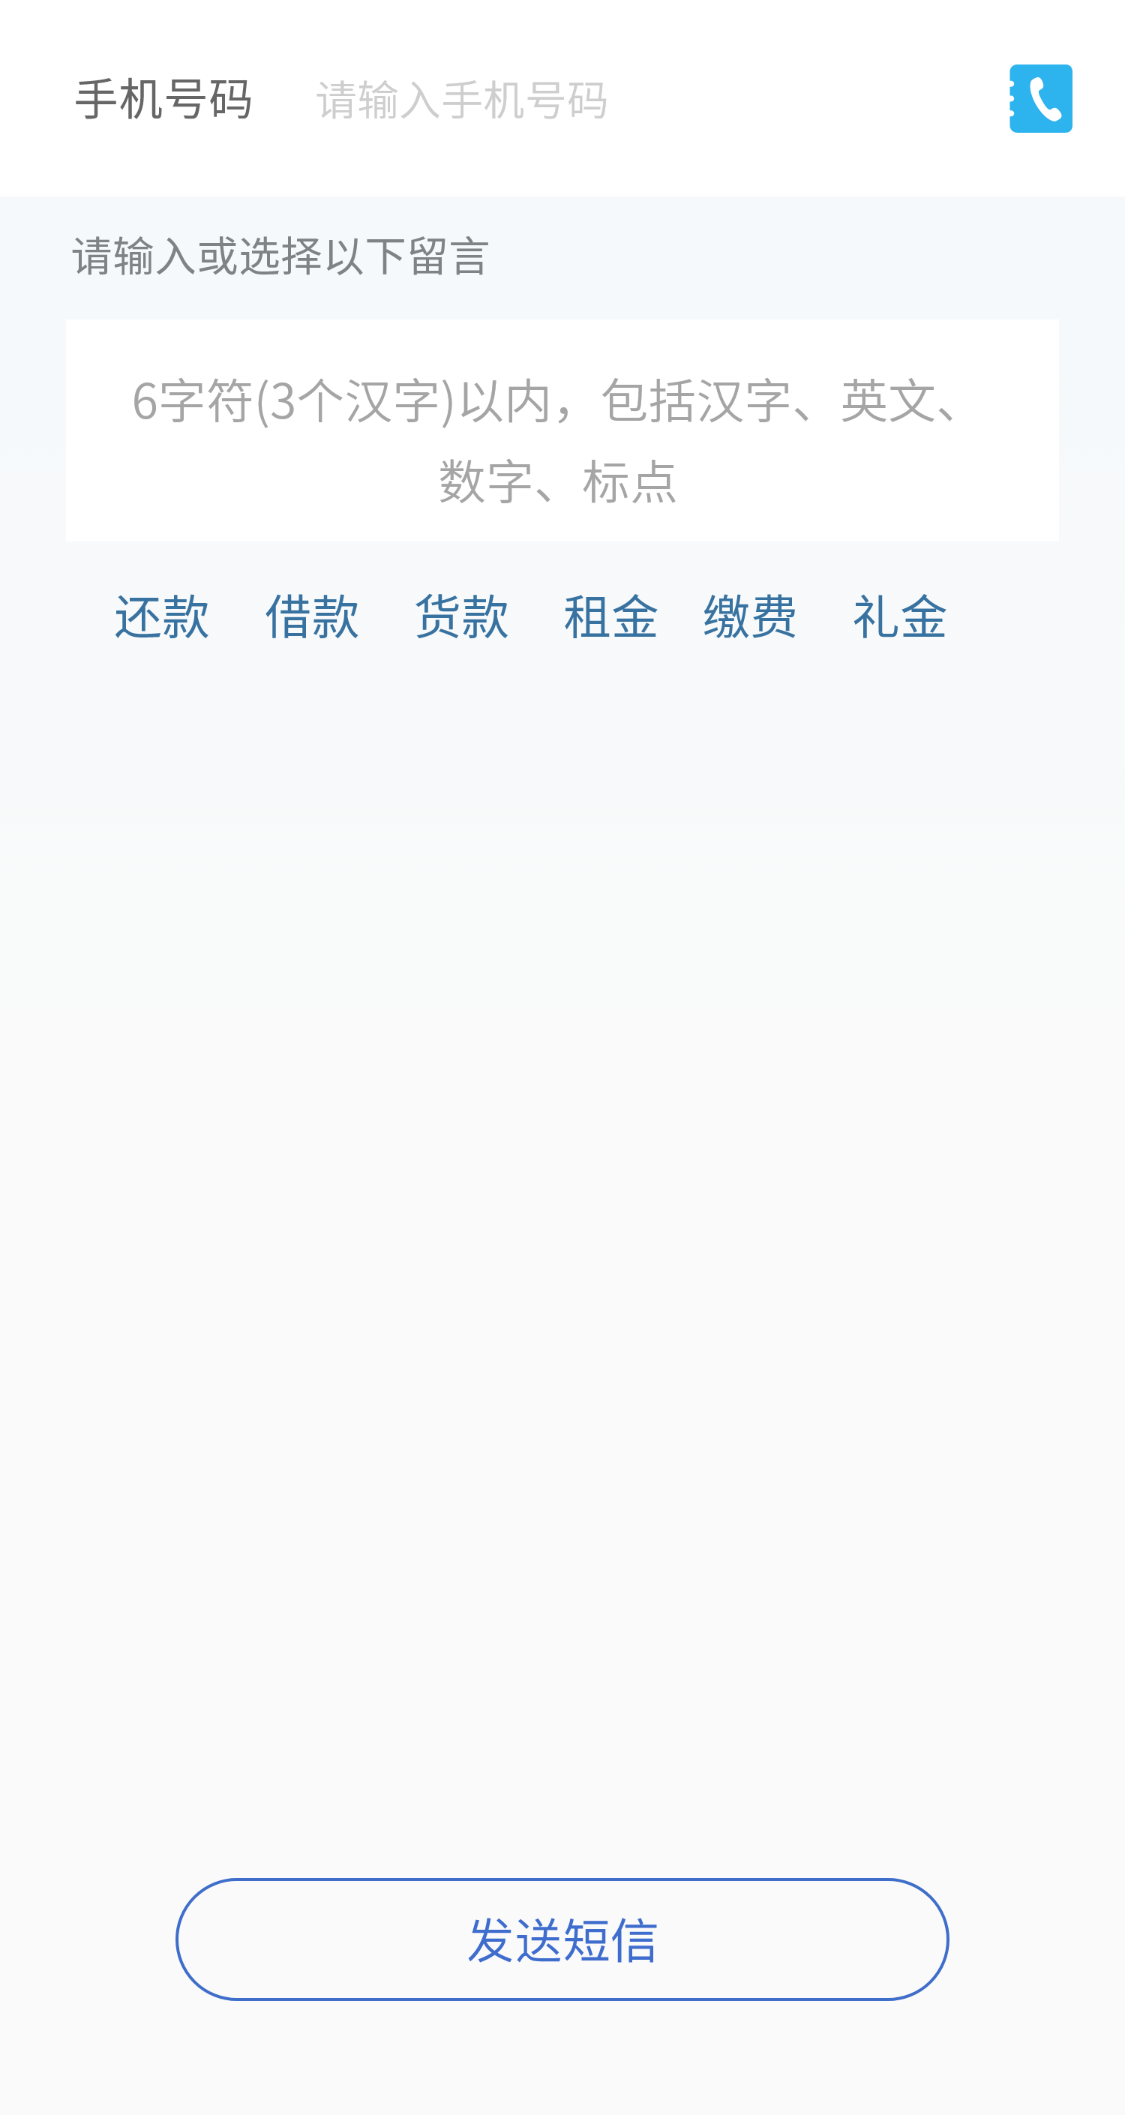 手机号码 请输入手机号码
请输入或选择以下留言
6字符(3个汉字)以内，包括汉字、英文、
数字、标点
还款 借款 货款 租金 缴费 礼金
发送短信